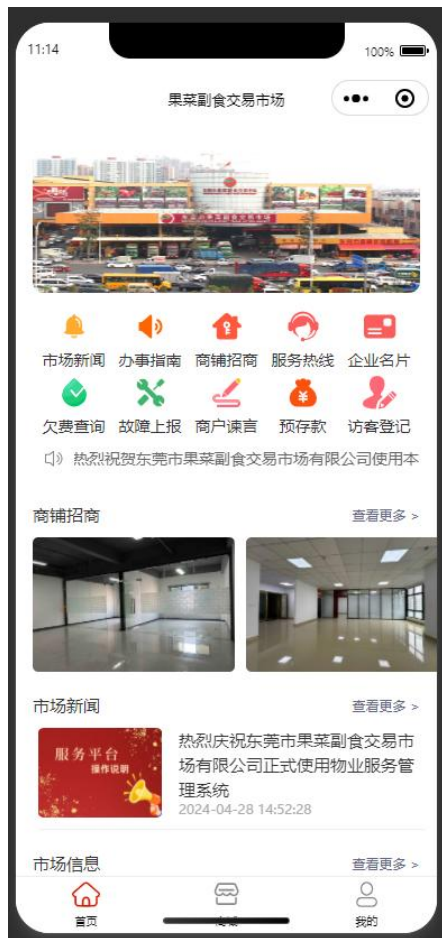 11:14
100%
果菜副食交易市场
市场新闻 办事指南 商铺招商 服务热线 企业名片
欠费查询 故障上报 商户谏言 预存款 访客登记
热烈祝贺东莞市果菜副食交易市场有限公司使用本
商铺招商
查看更多 >
市场新闻
查看更多 >
服务平台
操作说明
热烈庆祝东莞市果菜副食交易市
场有限公司正式使用物业服务管
理系统
2024-04-28 14:52:28
市场信息
查看更多 >
首页
我的